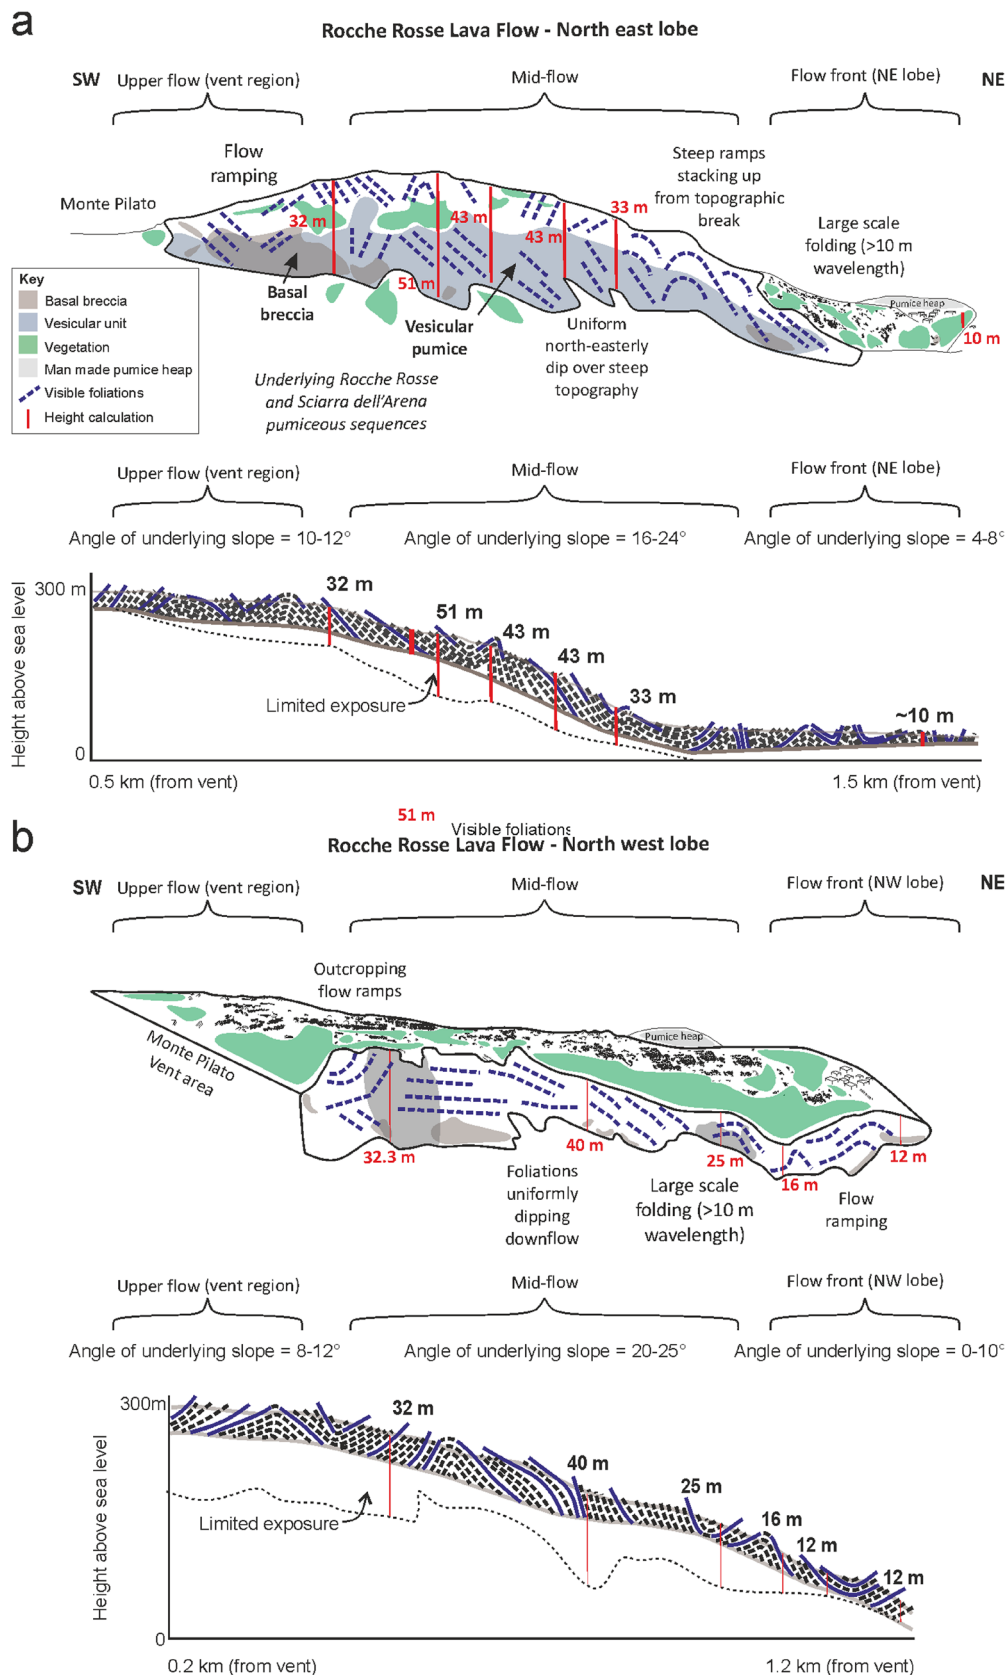 a
Rocche Rosse Lava Flow - North east lobe
SW
Upper flow (vent region)
Mid-flow
Flow front (NE lobe)
NE
Flow
ramping
Steep ramps
stacking up
from topographic
break
Monte Pilato
32 m
43 m
43 m
33 m
51 m
Large scale
folding (>10 m
wavelength)
Pumice heap
10 m
Key
Basal breccia
Vesicular unit
Vegetation
Man made pumice heap
Visible foliations
Height calculation
Basal
breccia
Vesicular
pumice
Uniform
north-easterly
dip over steep
topography
Underlying Rocche Rosse
and Sciarra dell'Arena
pumiceous sequences
Upper flow (vent region)
Mid-flow
Flow front (NE lobe)
Angle of underlying slope = 10-12°
Angle of underlying slope = 16-24°
Angle of underlying slope = 4-8°
Height above sea level
300 m
0
32 m
51 m
43 m
43 m
33 m
~10 m
Limited exposure
0.5 km (from vent)
1.5 km (from vent)
51 m
Visible foliations
b
Rocche Rosse Lava Flow - North west lobe
SW
Upper flow (vent region)
Mid-flow
Flow front (NW lobe)
NE
Outcropping
flow ramps
Monte Pilato
Vent area
Pumice heap
32.3 m
40 m
25 m
16 m
12 m
Foliations
uniformly
dipping
downflow
Large scale
folding (>10 m
wavelength)
Flow
ramping
Upper flow (vent region)
Mid-flow
Flow front (NW lobe)
Angle of underlying slope = 8-12°
Angle of underlying slope = 20-25°
Angle of underlying slope = 0-10°
Height above sea level
300m
0
32 m
40 m
25 m
16 m
12 m
12 m
Limited exposure
0.2 km (from vent)
1.2 km (from vent)